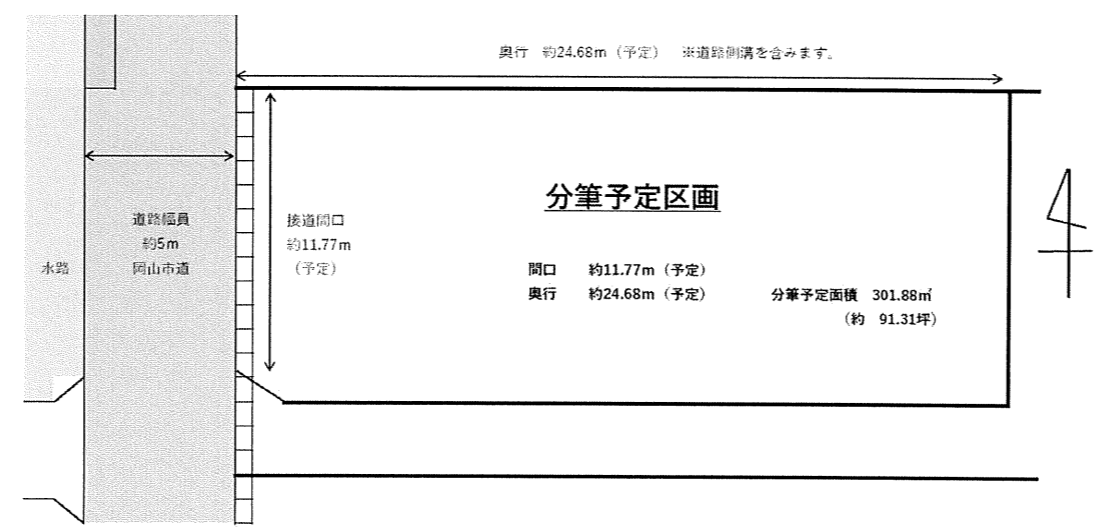 奥行 約24.68m（予定） ※道路側溝を含みます。
分筆予定区画
道路幅員
約5m
岡山市道
水路
接道間口
約11.77m
（予定）
間口 約11.77m（予定）
奥行 約24.68m（予定）
分筆予定面積 301.88㎡
（約 91.31坪）